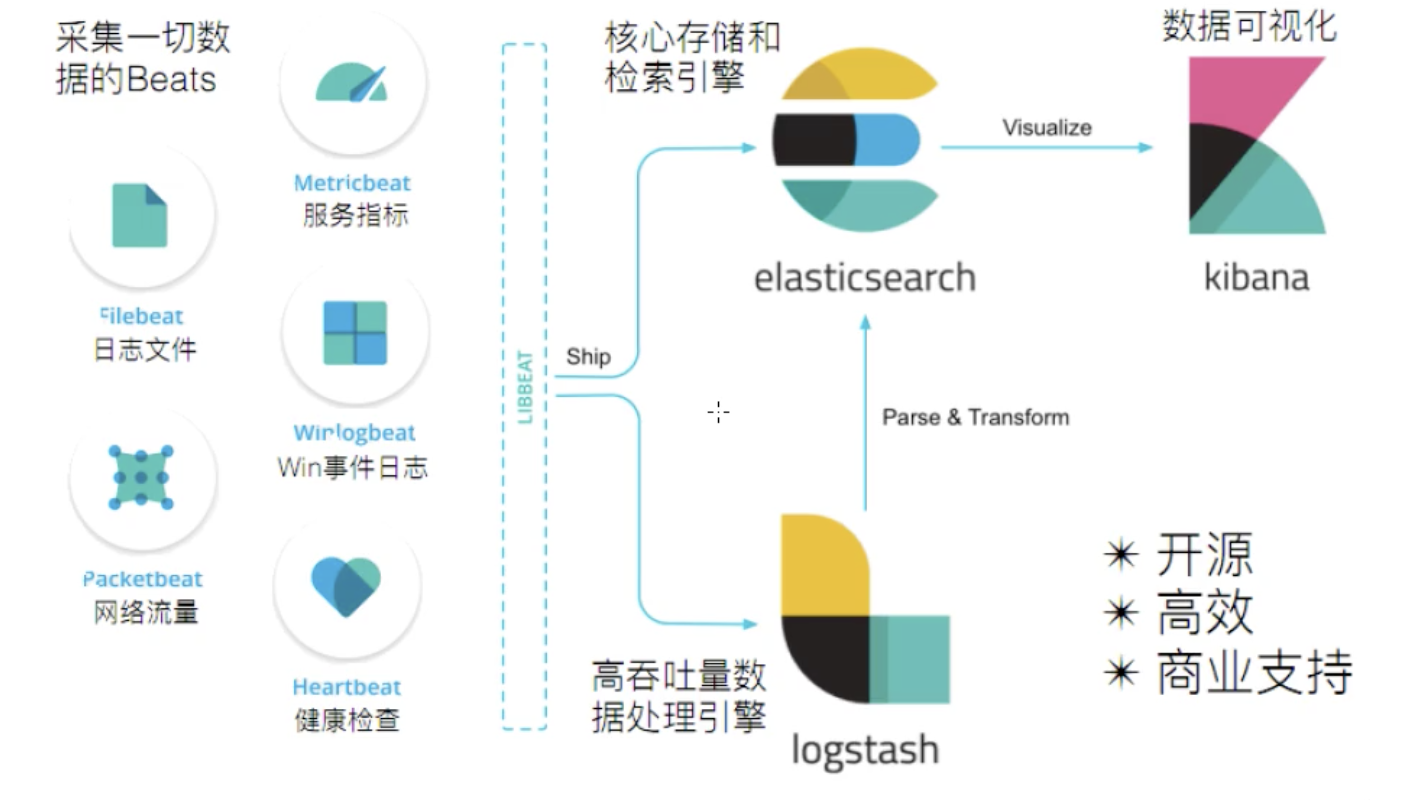 采集一切数
据的Beats
Metricbeat
服务指标
Filebeat
日志文件
Winlogbeat
Win事件日志
Packetbeat
网络流量
Heartbeat
健康检查
LIBBEAT
Ship
核心存储和
检索引擎
elasticsearch
Visualize
数据可视化
kibana
Parse & Transform
高吞吐量数
据处理引擎
logstash
开源
高效
商业支持